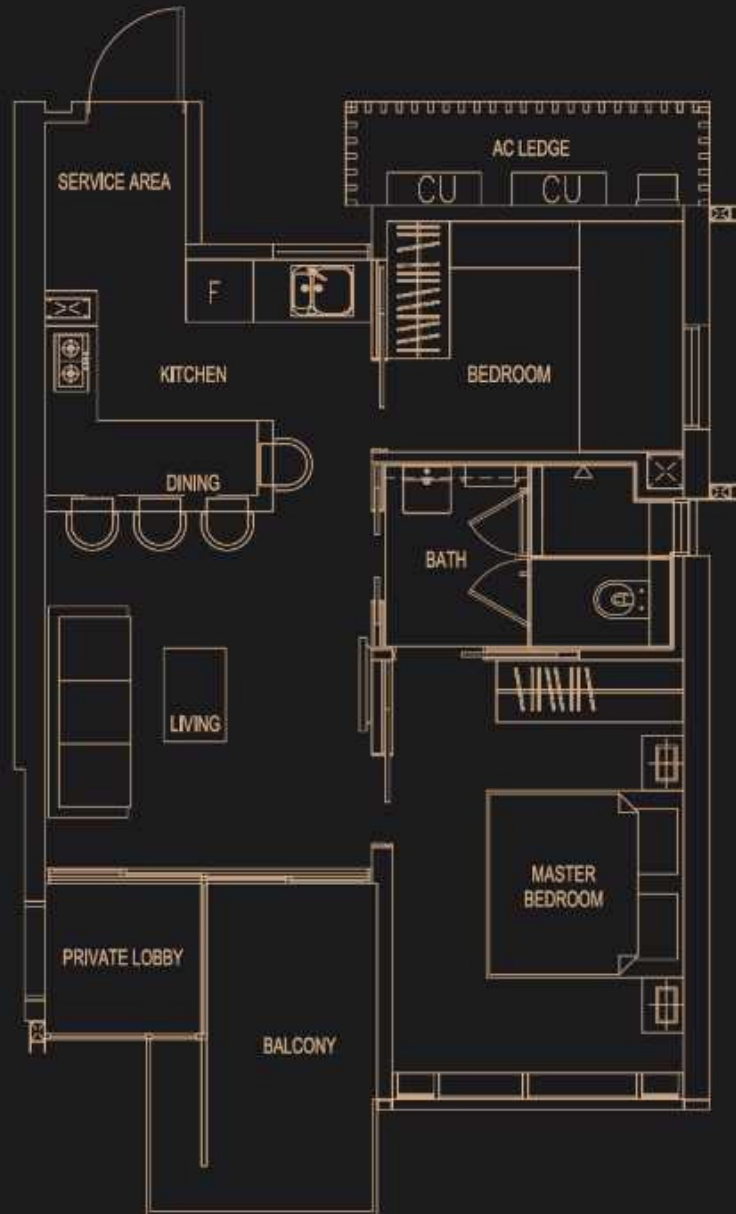 AC LEDGE
SERVICE AREA
CU
CU
F
KITCHEN
BEDROOM
DINING
BATH
LIVING
MASTER
BEDROOM
PRIVATE LOBBY
BALCONY